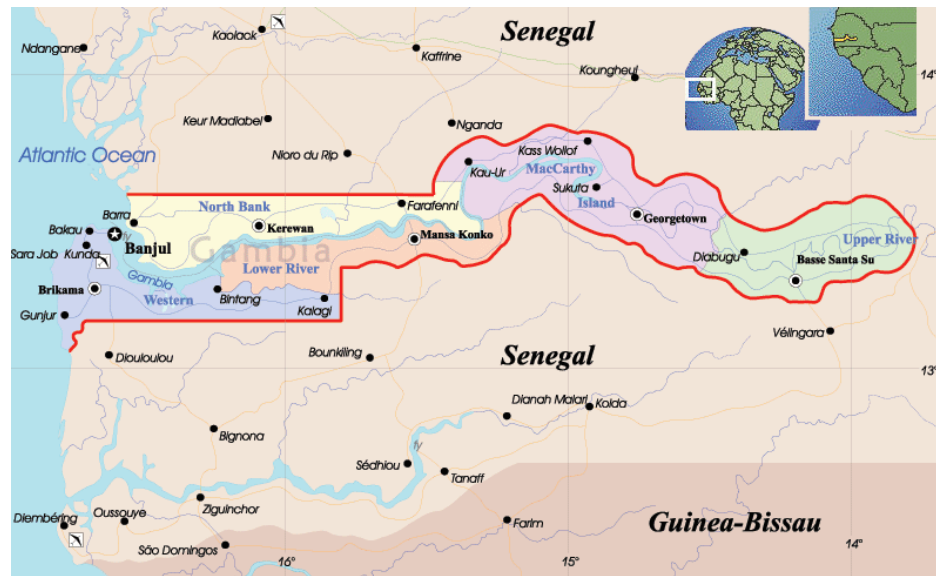 Kaolack
Senegal
Ndangane
Kaffrine
Koungheul
14°
Keur Madiabel
Nganda
Kass Wollof
Atlantic Ocean
Nioro du Rip
Kau-Ur
MacCarthy
Sukuta
Island
North Bank
Farafenni
Barra
Georgetown
Kerewan
Bakau
Mansa Konko
Banjul
Upper River
Gambia
Sara Job Kunda
Diabugu
Basse Santa Su
Lower River
Gambia
Brikama
Western
Bintang
Kalagi
Gunjur
Vélingara
Senegal
Diouloulou
Bounkiling
13°
Dianah Malari
Kolda
Bignona
Sédhiou
Tanaff
Ziguinchor
Diembéring
Oussouye
Farim
Guinea-Bissau
São Domingos
16°
15°
14°